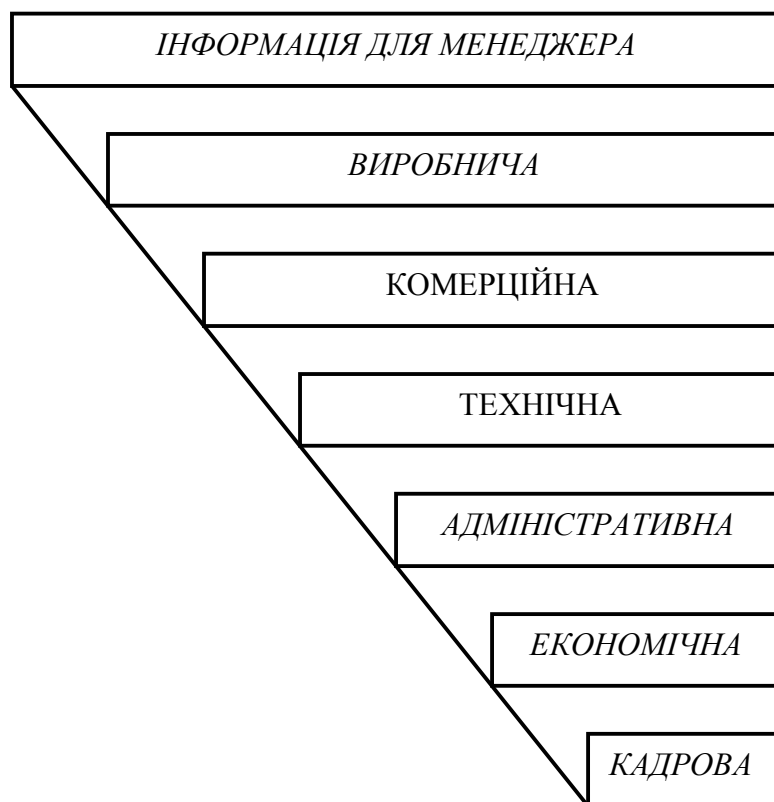 ІНФОРМАЦІЯ ДЛЯ МЕНЕДЖЕРА
ВИРОБНИЧА
КОМЕРЦІЙНА
ТЕХНІЧНА
АДМІНІСТРАТИВНА
ЕКОНОМІЧНА
КАДРОВА